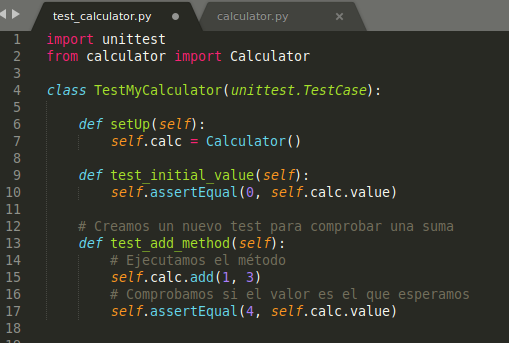 test_calculator.py
calculator.py
1 import unittest
2 from calculator import Calculator
3
4 class TestMyCalculator(unittest.TestCase):
5
6     def setUp(self):
7         self.calc = Calculator()
8
9     def test_initial_value(self):
10         self.assertEqual(0, self.calc.value)
11
12     # Creamos un nuevo test para comprobar una suma
13     def test_add_method(self):
14         # Ejecutamos el método
15         self.calc.add(1, 3)
16         # Comprobamos si el valor es el que esperamos
17         self.assertEqual(4, self.calc.value)
18